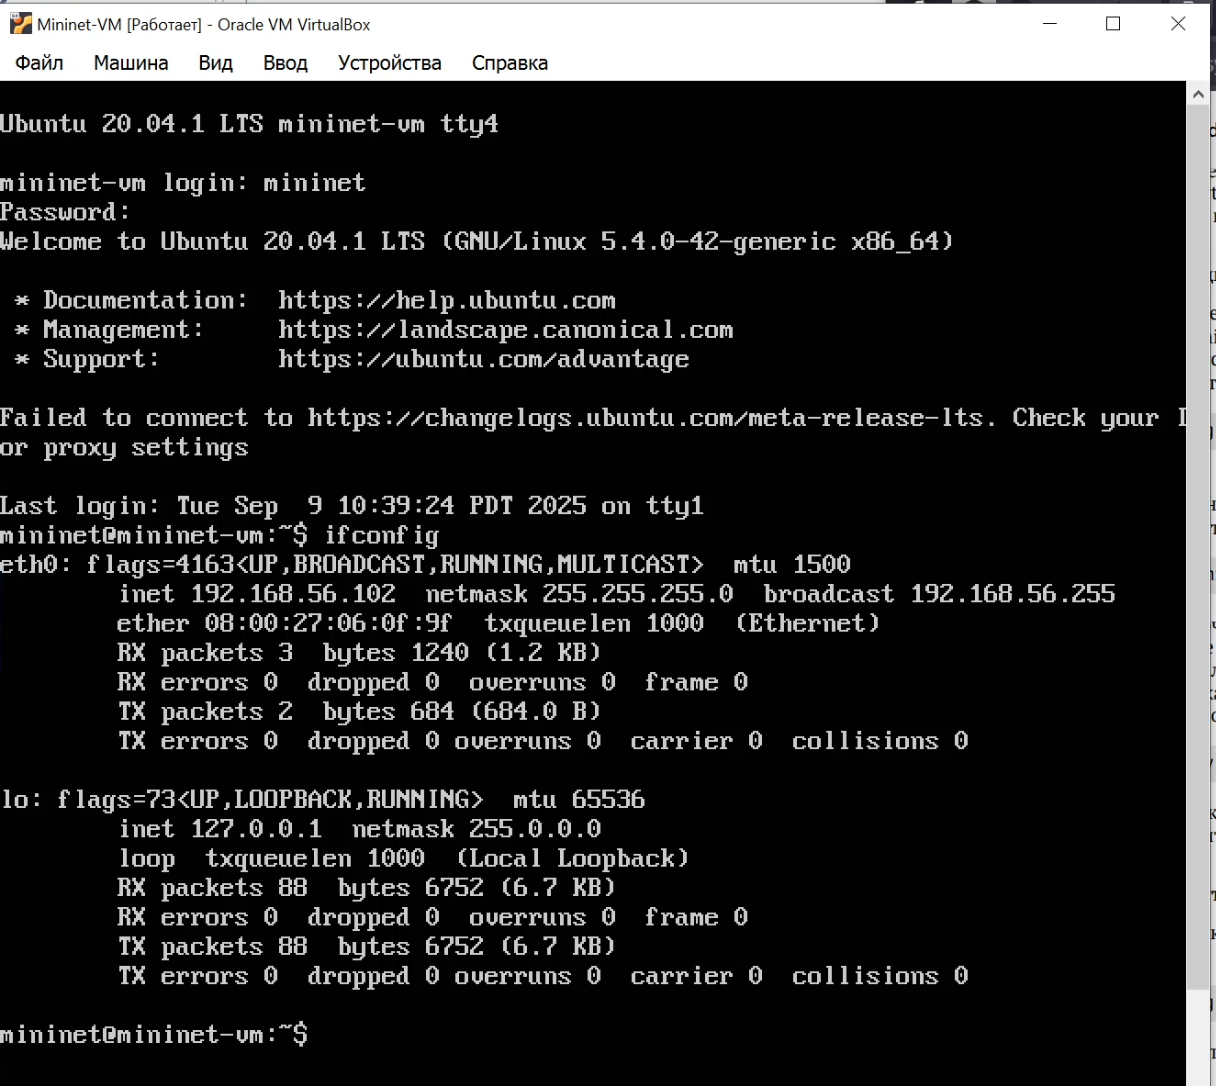 Mininet-VM [Работает] - Oracle VM VirtualBox
Файл Машина Вид Ввод Устройства Справка
Ubuntu 20.04.1 LTS mininet-vm tty4
mininet-vm login: mininet
Password:
Welcome to Ubuntu 20.04.1 LTS (GNU/Linux 5.4.0-42-generic x86_64)
* Documentation: https://help.ubuntu.com
* Management: https://landscape.canonical.com
* Support: https://ubuntu.com/advantage
Failed to connect to https://changelogs.ubuntu.com/meta-release-lts. Check your I
or proxy settings
Last login: Tue Sep 9 10:39:24 PDT 2025 on tty1
mininet@mininet-vm:~$ ifconfig
eth0: flags=4163<UP,BROADCAST,RUNNING,MULTICAST> mtu 1500
inet 192.168.56.102 netmask 255.255.255.0 broadcast 192.168.56.255
ether 08:00:27:06:0f:9f txqueuelen 1000 (Ethernet)
RX packets 3 bytes 1240 (1.2 KB)
RX errors 0 dropped 0 overruns 0 frame 0
TX packets 2 bytes 684 (684.0 B)
TX errors 0 dropped 0 overruns 0 carrier 0 collisions 0
lo: flags=73<UP,LOOPBACK,RUNNING> mtu 65536
inet 127.0.0.1 netmask 255.0.0.0
loop txqueuelen 1000 (Local Loopback)
RX packets 88 bytes 6752 (6.7 KB)
RX errors 0 dropped 0 overruns 0 frame 0
TX packets 88 bytes 6752 (6.7 KB)
TX errors 0 dropped 0 overruns 0 carrier 0 collisions 0
mininet@mininet-vm:~$